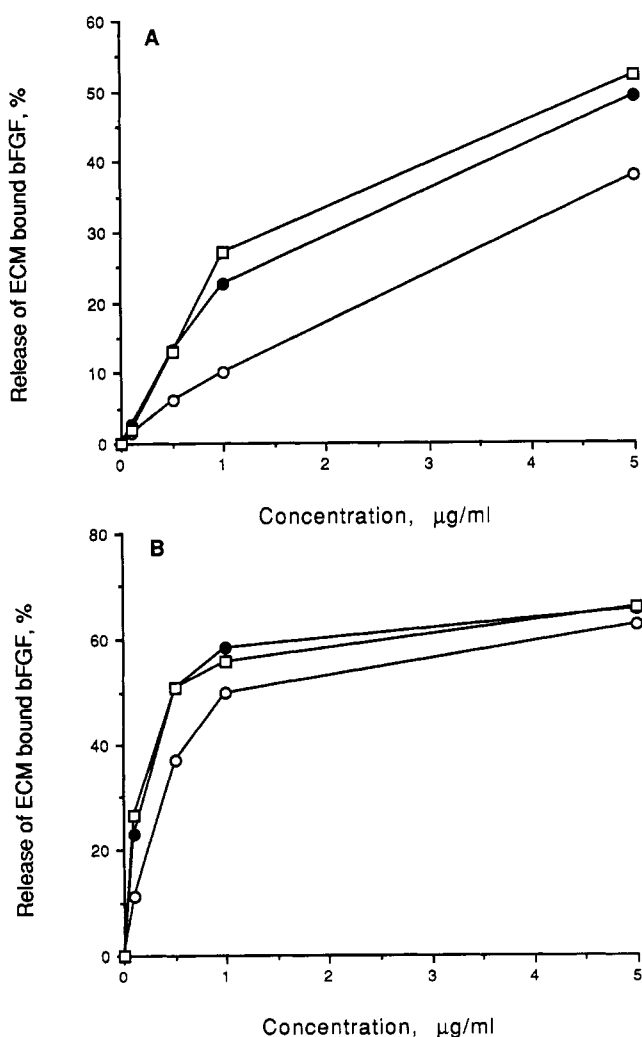 A
60
50
40
30
20
10
0
0 1 2 3 4 5
Release of ECM bound bFGF, %
Concentration, μg/ml
B
80
60
40
20
0
0 1 2 3 4 5
Release of ECM bound bFGF, %
Concentration, μg/ml